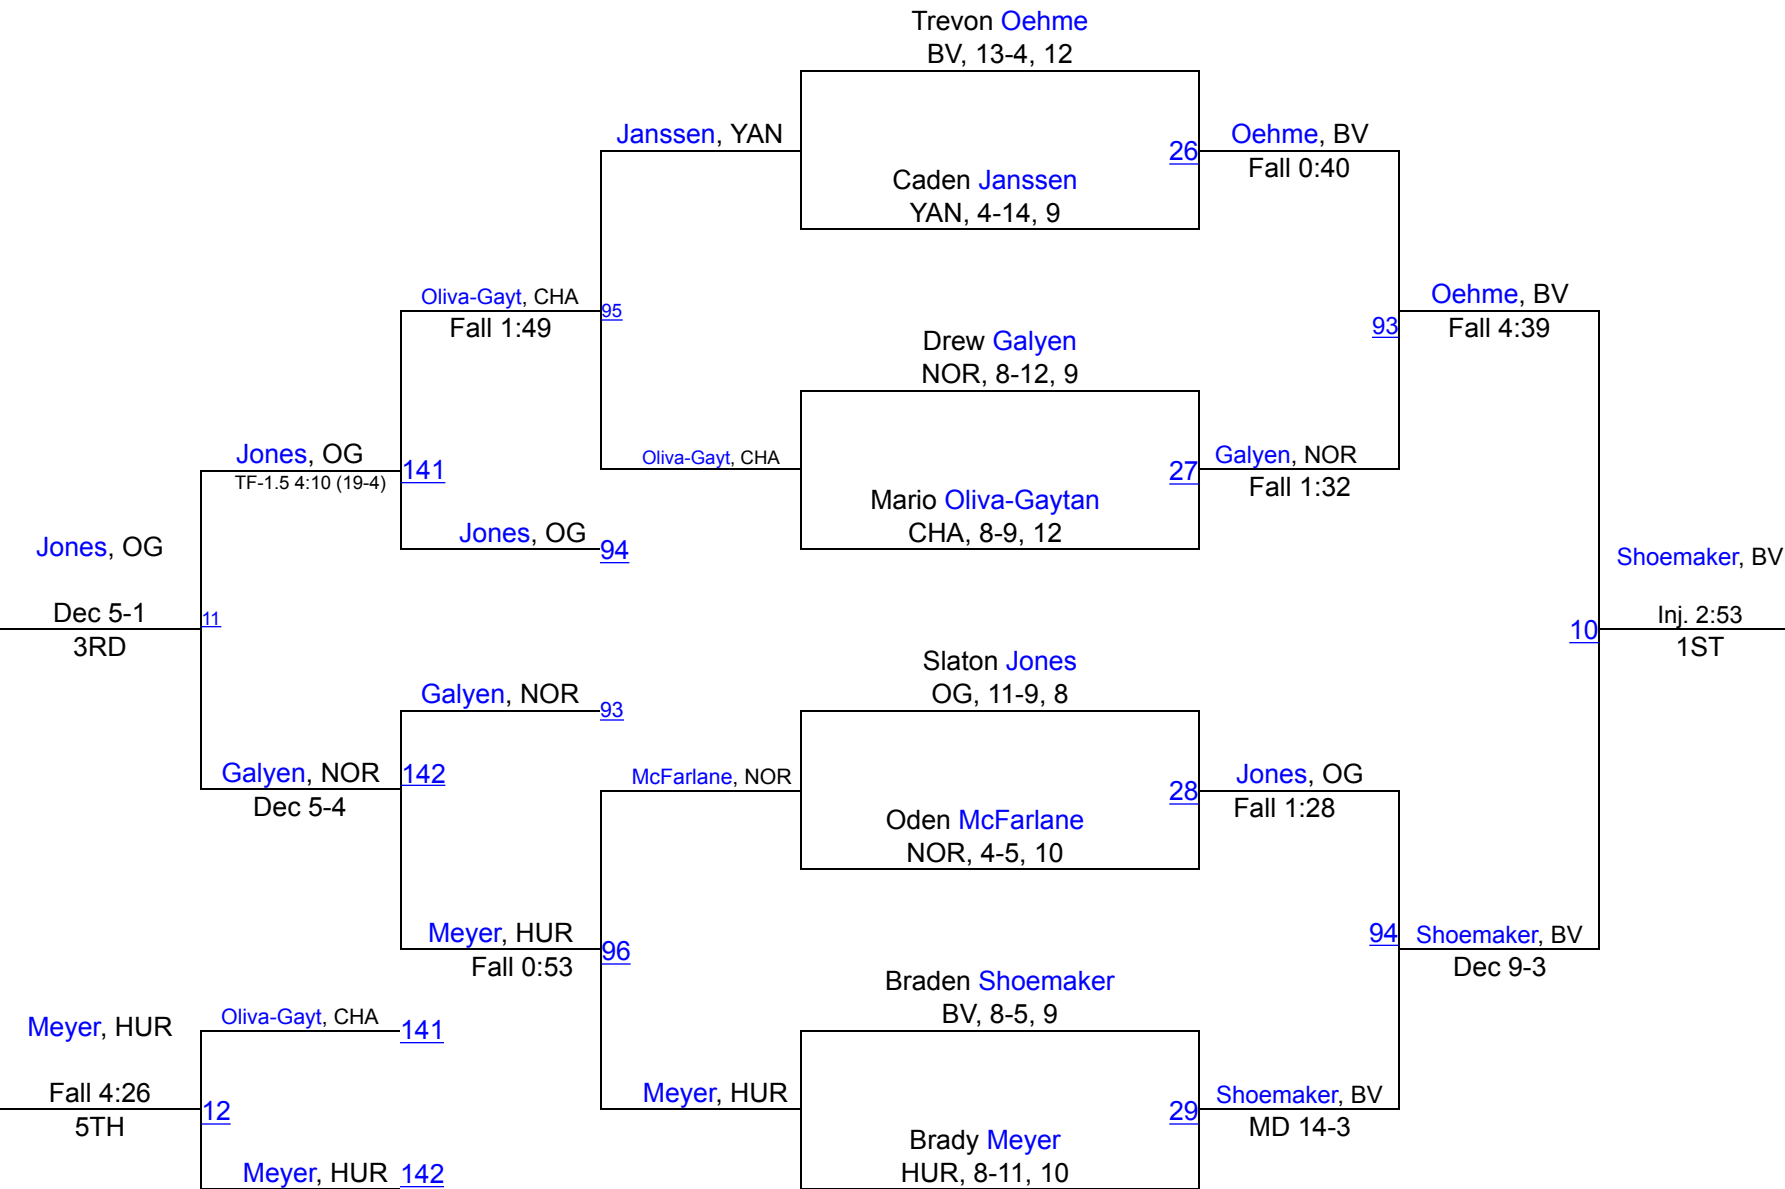 Trevon Oehme
BV, 13-4, 12
Janssen, YAN
26
Oehme, BV
Fall 0:40
Caden Janssen
YAN, 4-14, 9
Oliva-Gayt, CHA
Fall 1:49
95
Oehme, BV
Fall 4:39
93
Drew Galyen
NOR, 8-12, 9
Jones, OG
TF-1.5 4:10 (19-4)
141
Oliva-Gayt, CHA
27
Galyen, NOR
Fall 1:32
Mario Oliva-Gaytan
CHA, 8-9, 12
Jones, OG
94
Jones, OG
Dec 5-1
3RD
11
Shoemaker, BV
Inj. 2:53
1ST
10
Slaton Jones
OG, 11-9, 8
Galyen, NOR
93
Galyen, NOR
Dec 5-4
142
McFarlane, NOR
28
Jones, OG
Fall 1:28
Oden McFarlane
NOR, 4-5, 10
Meyer, HUR
Fall 0:53
96
94
Shoemaker, BV
Dec 9-3
Braden Shoemaker
BV, 8-5, 9
Meyer, HUR
Fall 4:26
5TH
Oliva-Gayt, CHA
141
12
Meyer, HUR
29
Shoemaker, BV
MD 14-3
Brady Meyer
HUR, 8-11, 10
Meyer, HUR
142